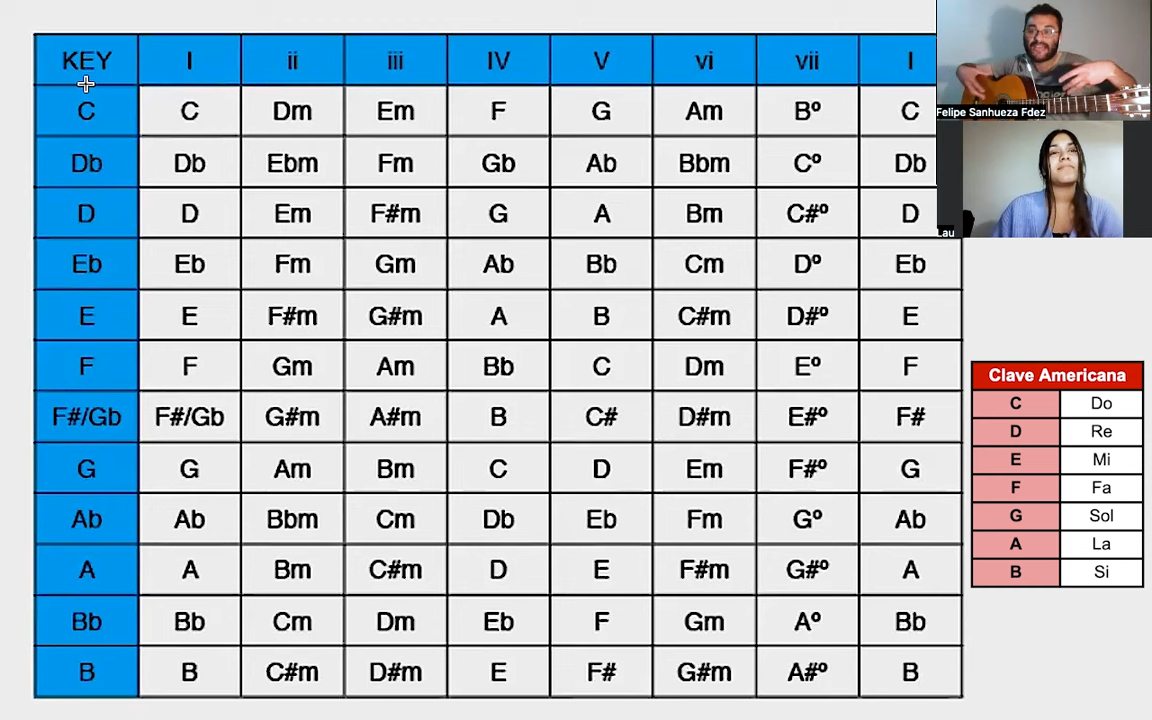 KEY I ii iii IV V vi vii I
C C Dm Em F G Am Bº C
Felipe Sanhueza Fdez
Db Db Ebm Fm Gb Ab Bbm Cº Db
D D Em F#m G A Bm C#º D
Lau
Eb Eb Fm Gm Ab Bb Cm Dº Eb
E E F#m G#m A B C#m D#º E
F F Gm Am Bb C Dm Eº F
F#/Gb F#/Gb G#m A#m B C# D#m E#º F#
G G Am Bm C D Em F#º G
Ab Ab Bbm Cm Db Eb Fm Gº Ab
A A Bm C#m D E F#m G#º A
Bb Bb Cm Dm Eb F Gm Aº Bb
B B C#m D#m E F# G#m A#º B
Clave Americana
C Do
D Re
E Mi
F Fa
G Sol
A La
B Si